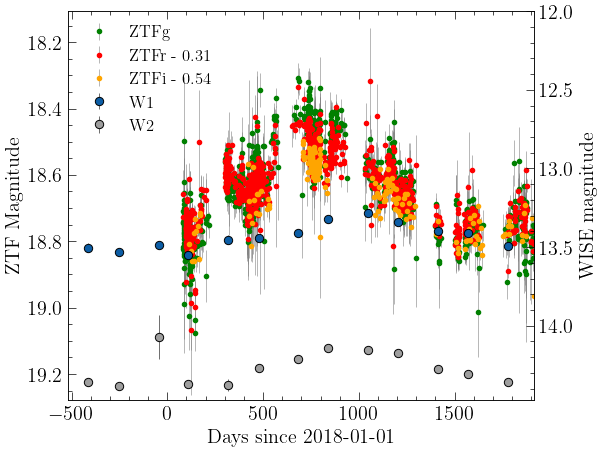 ZTFg
ZTFr - 0.31
ZTFi - 0.54
W1
W2
18.2
18.4
18.6
18.8
19.0
19.2
ZTF Magnitude
12.0
12.5
13.0
13.5
14.0
WISE magnitude
−500
0
500
1000
1500
Days since 2018-01-01